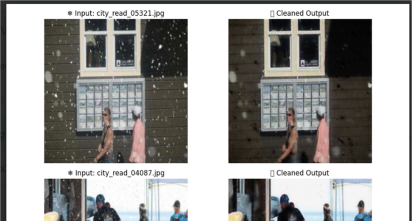 ❄ Input: city_read_05321.jpg
▯ Cleaned Output
❄ Input: city_read_04087.jpg
▯ Cleaned Output